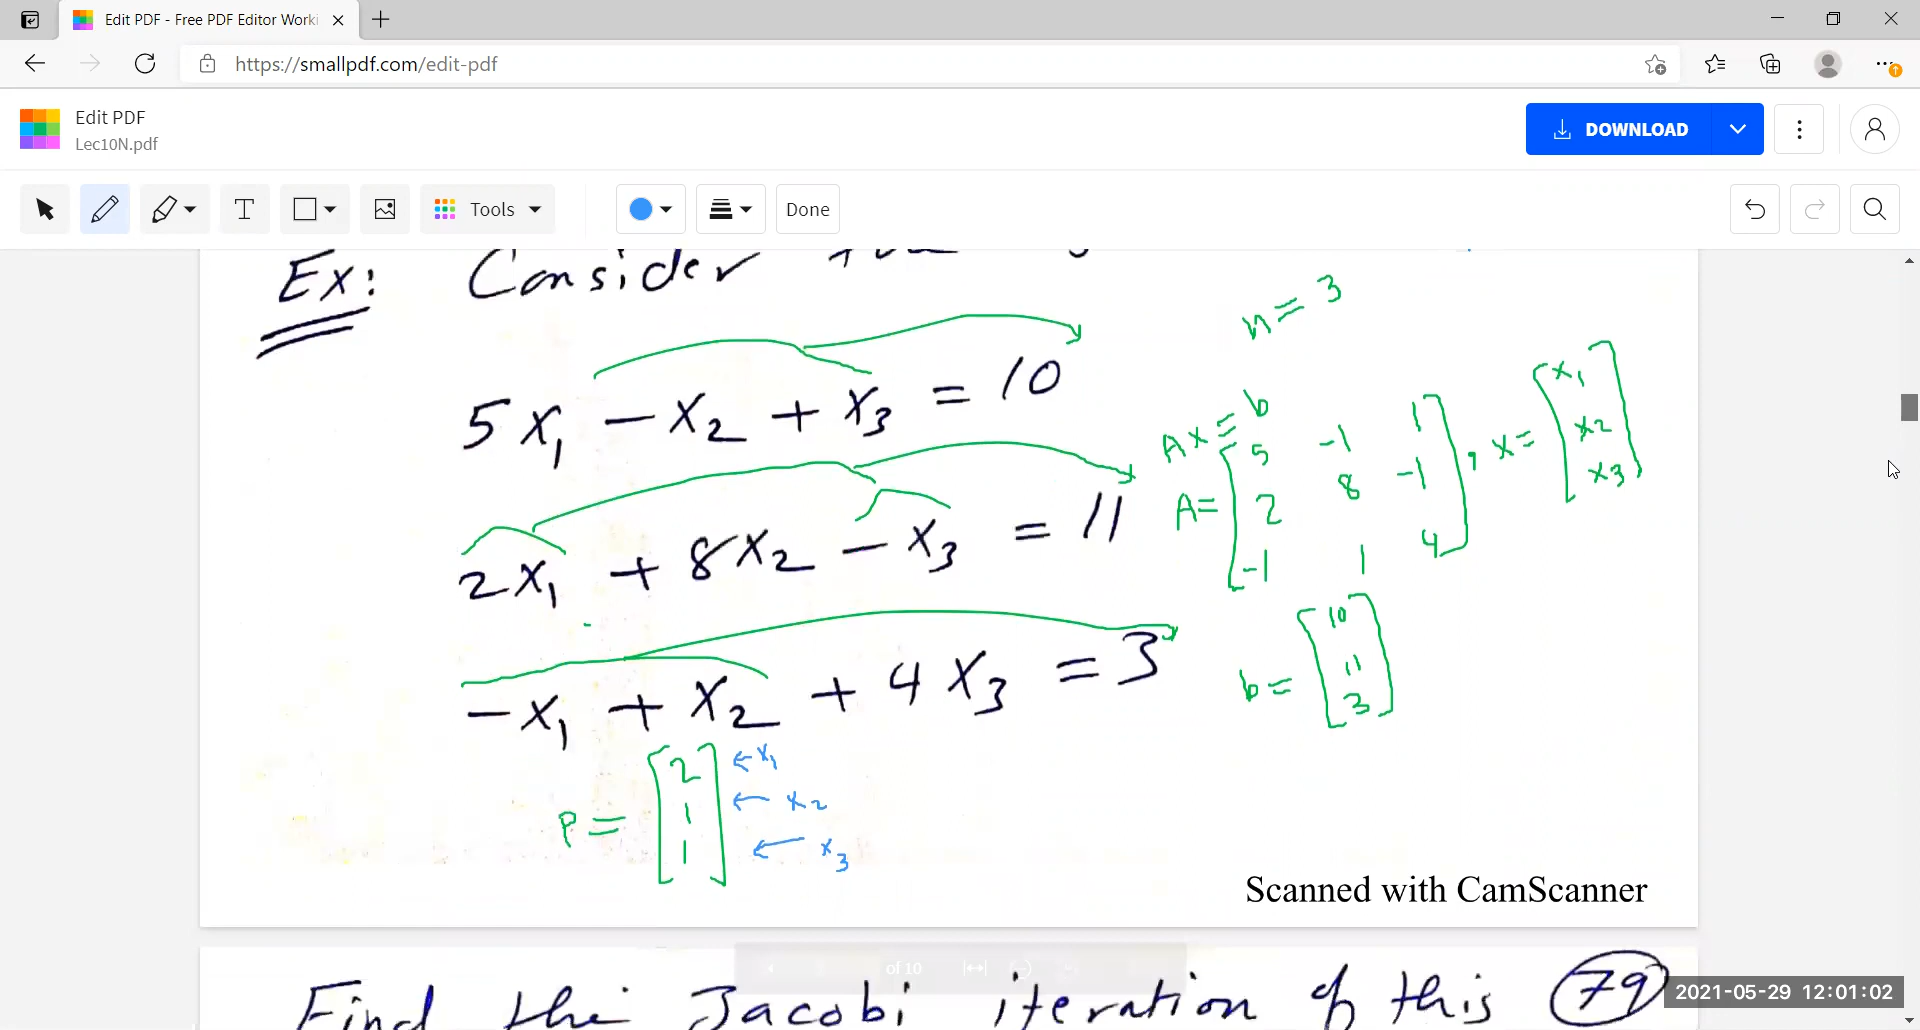 Edit PDF - Free PDF Editor Worki
https://smallpdf.com/edit-pdf
Edit PDF
Lec10N.pdf
DOWNLOAD
T
Tools
Done
Ex: Consider
n = 3
5x₁ - x₂ + x₃ = 10
2x₁ + 8x₂ - x₃ = 11
-x₁ + x₂ + 4x₃ = 3
Ax = b
A = [5 -1 1
2 8 -1
-1 1 4], x = [x₁
x₂
x₃]
b = [10
11
3]
P = [2
1
1]
← x₁
← x₂
← x₃
Scanned with CamScanner
of 10
Find the Jacobi iteration of this 79
2021-05-29 12:01:02